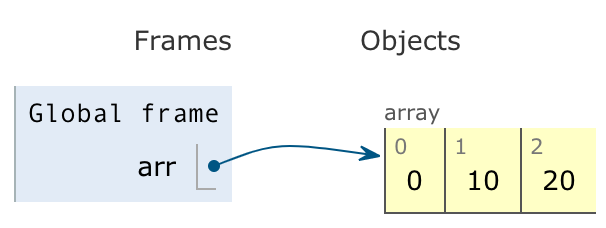 Frames Objects
Global frame
array
arr
0 1 2
0 10 20